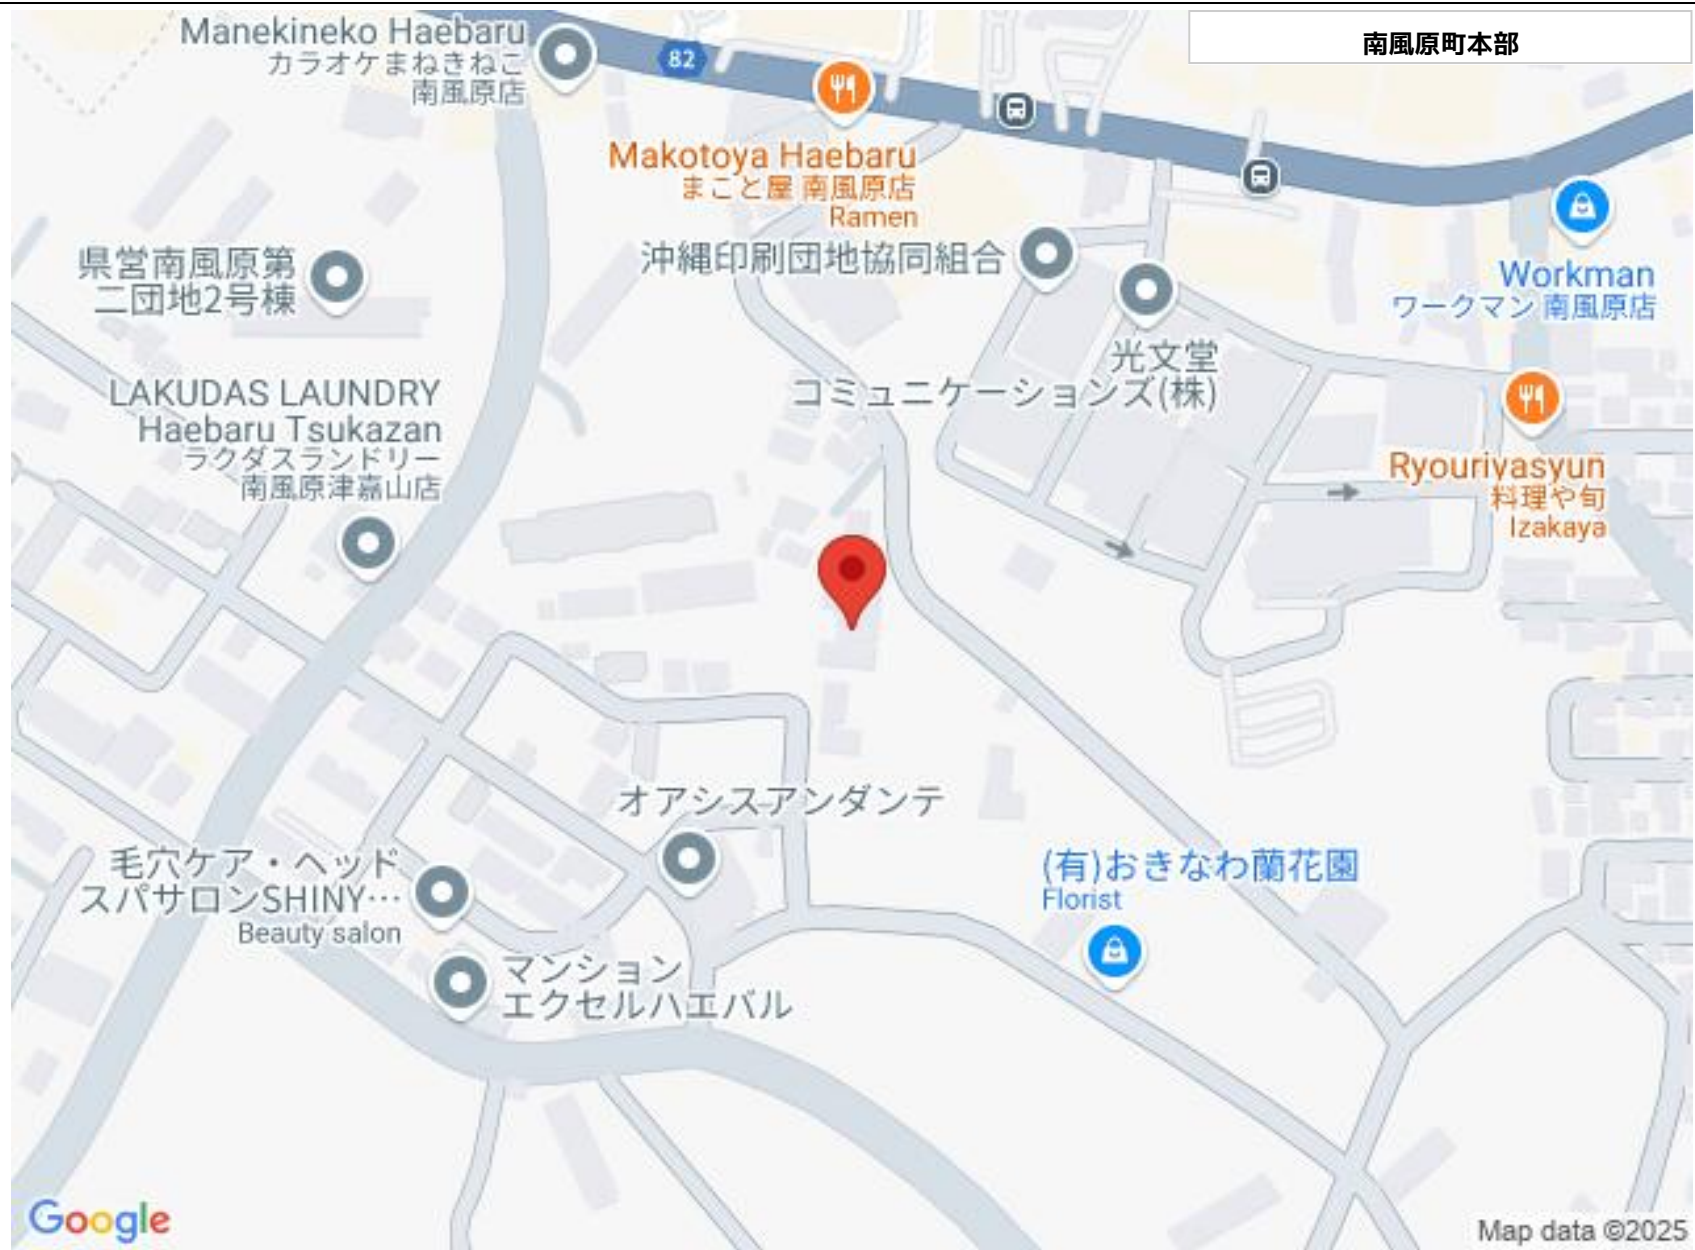 南風原町本部
Manekineko Haebaru
カラオケまねきねこ
南風原店
82
Makotoya Haebaru
まこと屋 南風原店
Ramen
沖縄印刷団地協同組合
県営南風原第
二団地2号棟
Workman
ワークマン 南風原店
光文堂
コミュニケーションズ(株)
LAKUDAS LAUNDRY
Haebaru Tsukazan
ラクダスランドリー
南風原津嘉山店
Ryouriyasyun
料理や旬
Izakaya
オアシスアンダンテ
毛穴ケア・ヘッド
スパサロンSHINY…
Beauty salon
(有)おきなわ蘭花園
Florist
マンション
エクセルハエバル
Google
Map data ©2025